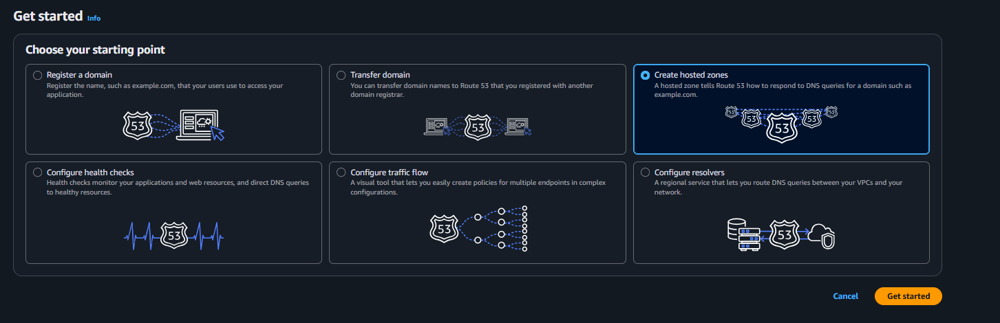 Get started Info
Choose your starting point
Register a domain
Register the name, such as example.com, that your users use to access your
application.
53
Transfer domain
You can transfer domain names to Route 53 that you registered with another
domain registrar.
53
Create hosted zones
A hosted zone tells Route 53 how to respond to DNS queries for a domain such as
example.com.
53 53 53 53 53
Configure health checks
Health checks monitor your applications and web resources, and direct DNS queries
to healthy resources.
53
Configure traffic flow
A visual tool that lets you easily create policies for multiple endpoints in complex
configurations.
53
Configure resolvers
A regional service that lets you route DNS queries between your VPCs and your
network.
53
Cancel Get started